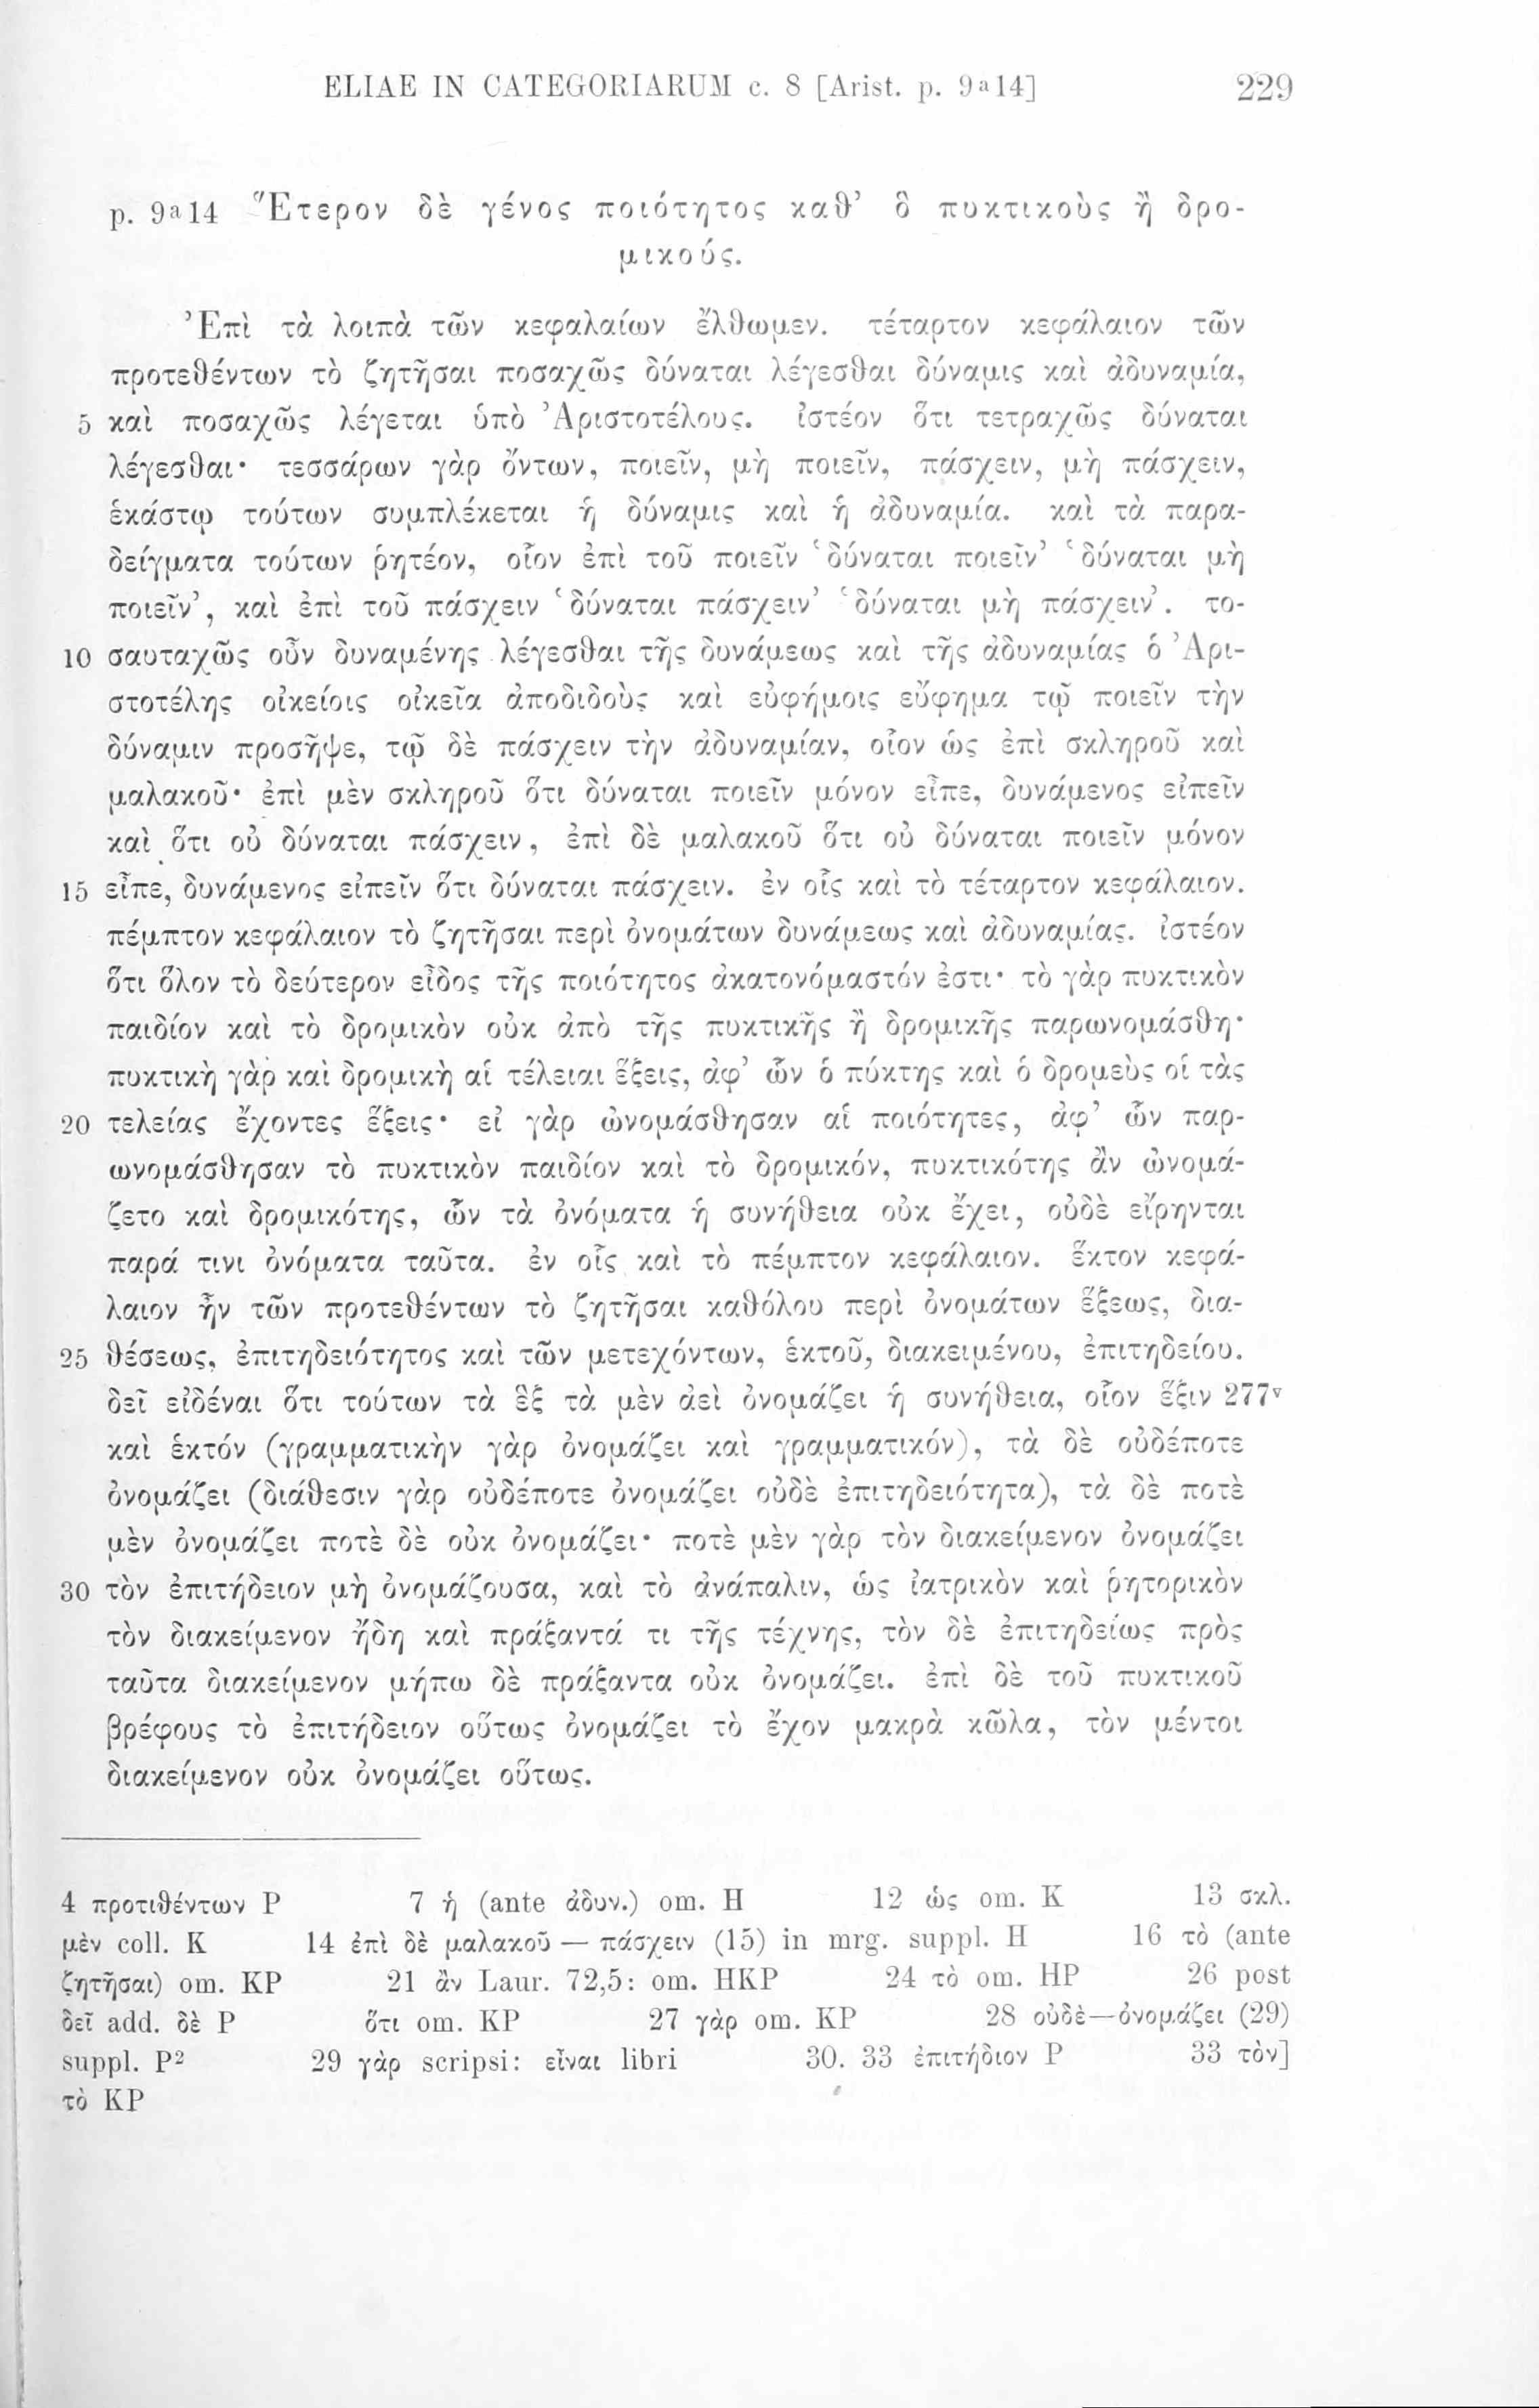 ELIAE IN CATEGORIARUM c. 8 [Arist. p. 9a14] 229
p. 9a14 Ἕτερον δὲ γένος ποιότητος καθ’ ὃ πυκτικοὺς ἢ δρο-
μικούς.
Ἐπὶ τὰ λοιπὰ τῶν κεφαλαίων ἔλθωμεν. τέταρτον κεφάλαιον τῶν
προτεθέντων τὸ ζητῆσαι ποσαχῶς δύναται λέγεσθαι δύναμις καὶ ἀδυναμία,
5 καὶ ποσαχῶς λέγεται ὑπὸ Ἀριστοτέλους. ἰστέον ὅτι τετραχῶς δύναται
λέγεσθαι· τεσσάρων γὰρ ὄντων, ποιεῖν, μὴ ποιεῖν, πάσχειν, μὴ πάσχειν,
ἑκάστῳ τούτων συμπλέκεται ἡ δύναμις καὶ ἡ ἀδυναμία. καὶ τὰ παρα-
δείγματα τούτων ῥητέον, οἷον ἐπὶ τοῦ ποιεῖν ‘δύναται ποιεῖν’ ‘δύναται μὴ
ποιεῖν’, καὶ ἐπὶ τοῦ πάσχειν ‘δύναται πάσχειν’ ‘δύναται μὴ πάσχειν’. το-
10 σαυταχῶς οὖν δυναμένης λέγεσθαι τῆς δυνάμεως καὶ τῆς ἀδυναμίας ὁ Ἀρι-
στοτέλης οἰκείοις οἰκεῖα ἀποδιδοὺς καὶ εὐφήμοις εὔφημα τῷ ποιεῖν τὴν
δύναμιν προσῆψε, τῷ δὲ πάσχειν τὴν ἀδυναμίαν, οἷον ὡς ἐπὶ σκληροῦ καὶ
μαλακοῦ· ἐπὶ μὲν σκληροῦ ὅτι δύναται ποιεῖν μόνον εἶπε, δυνάμενος εἰπεῖν
καὶ ὅτι οὐ δύναται πάσχειν, ἐπὶ δὲ μαλακοῦ ὅτι οὐ δύναται ποιεῖν μόνον
15 εἶπε, δυνάμενος εἰπεῖν ὅτι δύναται πάσχειν. ἐν οἷς καὶ τὸ τέταρτον κεφάλαιον.
πέμπτον κεφάλαιον τὸ ζητῆσαι περὶ ὀνομάτων δυνάμεως καὶ ἀδυναμίας. ἰστέον
ὅτι ὅλον τὸ δεύτερον εἶδος τῆς ποιότητος ἀκατονόμαστόν ἐστι· τὸ γὰρ πυκτικὸν
παιδίον καὶ τὸ δρομικὸν οὐκ ἀπὸ τῆς πυκτικῆς ἢ δρομικῆς παρωνομάσθη·
πυκτικὴ γὰρ καὶ δρομικὴ αἱ τέλειαι ἕξεις, ἀφ’ ὧν ὁ πύκτης καὶ ὁ δρομεὺς οἱ τὰς
20 τελείας ἔχοντες ἕξεις· εἰ γὰρ ὠνομάσθησαν αἱ ποιότητες, ἀφ’ ὧν παρ-
ωνομάσθησαν τὸ πυκτικὸν παιδίον καὶ τὸ δρομικόν, πυκτικότης ἂν ὠνομά-
ζετο καὶ δρομικότης, ὧν τὰ ὀνόματα ἡ συνήθεια οὐκ ἔχει, οὐδὲ εἴρηνται
παρά τινι ὀνόματα ταῦτα. ἐν οἷς καὶ τὸ πέμπτον κεφάλαιον. ἕκτον κεφά-
λαιον ἦν τῶν προτεθέντων τὸ ζητῆσαι καθόλου περὶ ὀνομάτων ἕξεως, δια-
25 θέσεως, ἐπιτηδειότητος καὶ τῶν μετεχόντων, ἑκτοῦ, διακειμένου, ἐπιτηδείου.
δεῖ εἰδέναι ὅτι τούτων τὰ ἓξ τὰ μὲν ἀεὶ ὀνομάζει ἡ συνήθεια, οἷον ἕξιν 277v
καὶ ἑκτόν (γραμματικὴν γὰρ ὀνομάζει καὶ γραμματικόν), τὰ δὲ οὐδέποτε
ὀνομάζει (διάθεσιν γὰρ οὐδέποτε ὀνομάζει οὐδὲ ἐπιτηδειότητα), τὰ δὲ ποτὲ
μὲν ὀνομάζει ποτὲ δὲ οὐκ ὀνομάζει· ποτὲ μὲν γὰρ τὸν διακείμενον ὀνομάζει
30 τὸν ἐπιτήδειον μὴ ὀνομάζουσα, καὶ τὸ ἀνάπαλιν, ὡς ἰατρικὸν καὶ ῥητορικὸν
τὸν διακείμενον ἤδη καὶ πράξαντά τι τῆς τέχνης, τὸν δὲ ἐπιτηδείως πρὸς
ταῦτα διακείμενον μήπω δὲ πράξαντα οὐκ ὀνομάζει. ἐπὶ δὲ τοῦ πυκτικοῦ
βρέφους τὸ ἐπιτήδειον οὕτως ὀνομάζει τὸ ἔχον μακρὰ κῶλα, τὸν μέντοι
διακείμενον οὐκ ὀνομάζει οὕτως.
4 προτιθέντων P 7 ἡ (ante ἀδυν.) om. H 12 ὡς om. K 13 σκλ.
μὲν coll. K 14 ἐπὶ δὲ μαλακοῦ — πάσχειν (15) in mrg. suppl. H 16 τὸ (ante
ζητῆσαι) om. KP 21 ἂν Laur. 72,5: om. HKP 24 τὸ om. HP 26 post
δεῖ add. δὲ P ὅτι om. KP 27 γὰρ om. KP 28 οὐδὲ—ὀνομάζει (29)
suppl. P2 29 γὰρ scripsi: εἶναι libri 30. 33 ἐπιτήδιον P 33 τὸν]
τὸ KP